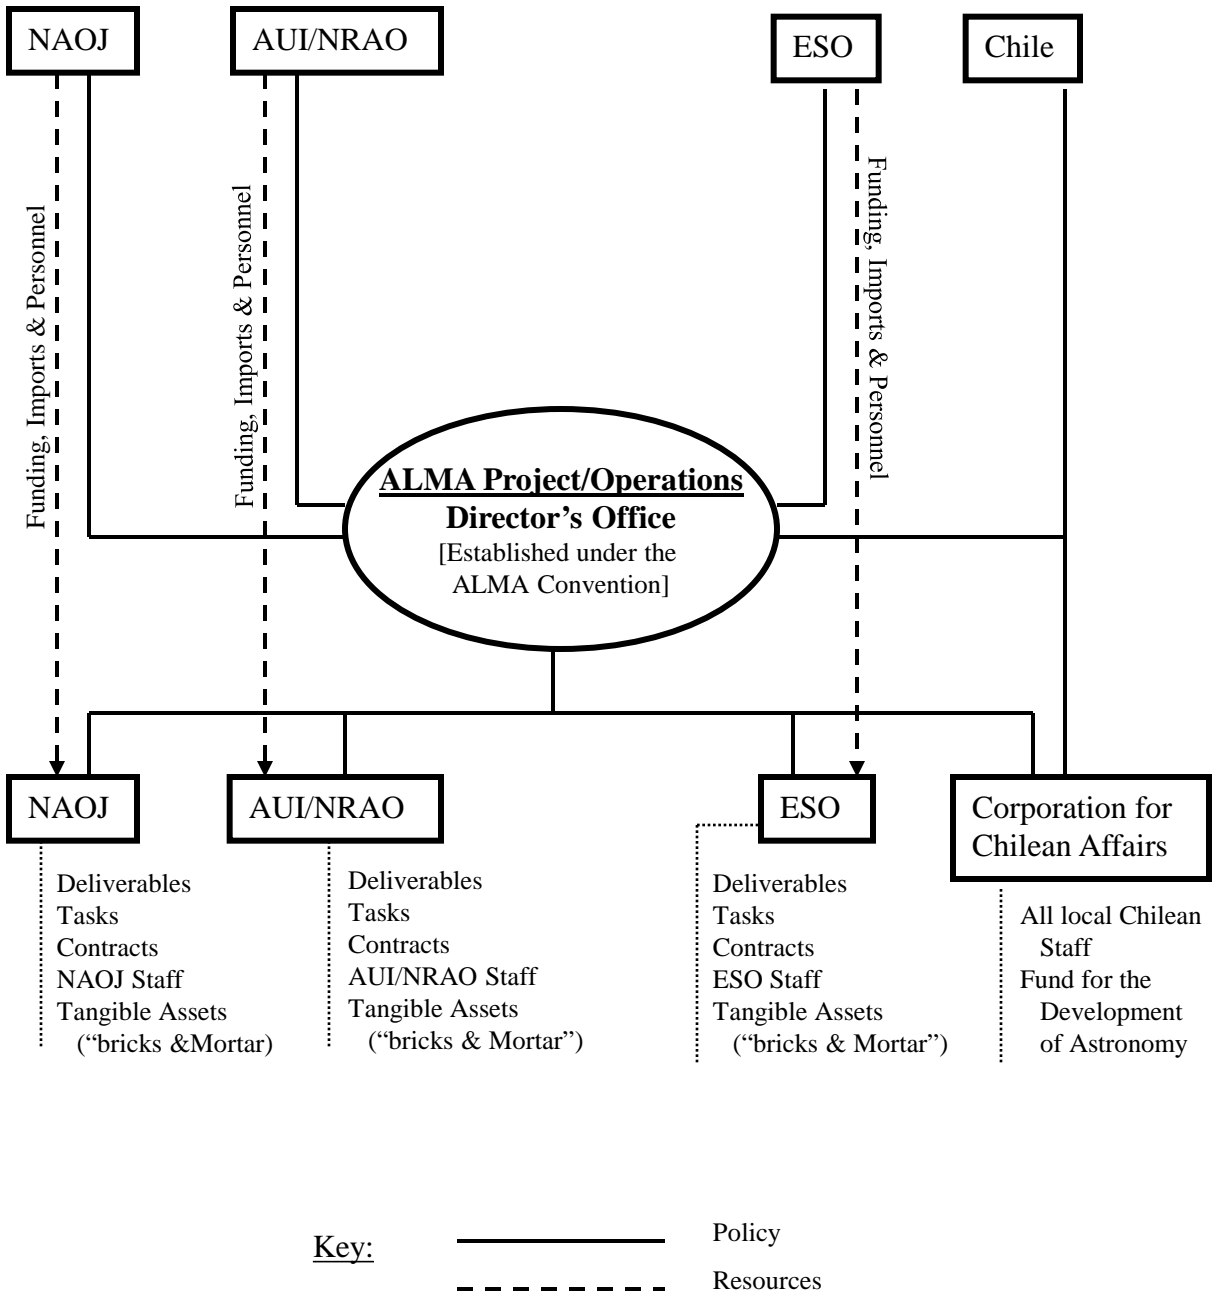 NAOJ
AUI/NRAO
ESO
Chile
Funding, Imports & Personnel
Funding, Imports & Personnel
Funding, Imports & Personnel
ALMA Project/Operations
Director’s Office
[Established under the
ALMA Convention]
NAOJ
Deliverables
Tasks
Contracts
NAOJ Staff
Tangible Assets
(“bricks &Mortar)
AUI/NRAO
Deliverables
Tasks
Contracts
AUI/NRAO Staff
Tangible Assets
(“bricks & Mortar”)
ESO
Deliverables
Tasks
Contracts
ESO Staff
Tangible Assets
(“bricks & Mortar”)
Corporation for
Chilean Affairs
All local Chilean
Staff
Fund for the
Development
of Astronomy
Key:
Policy
Resources